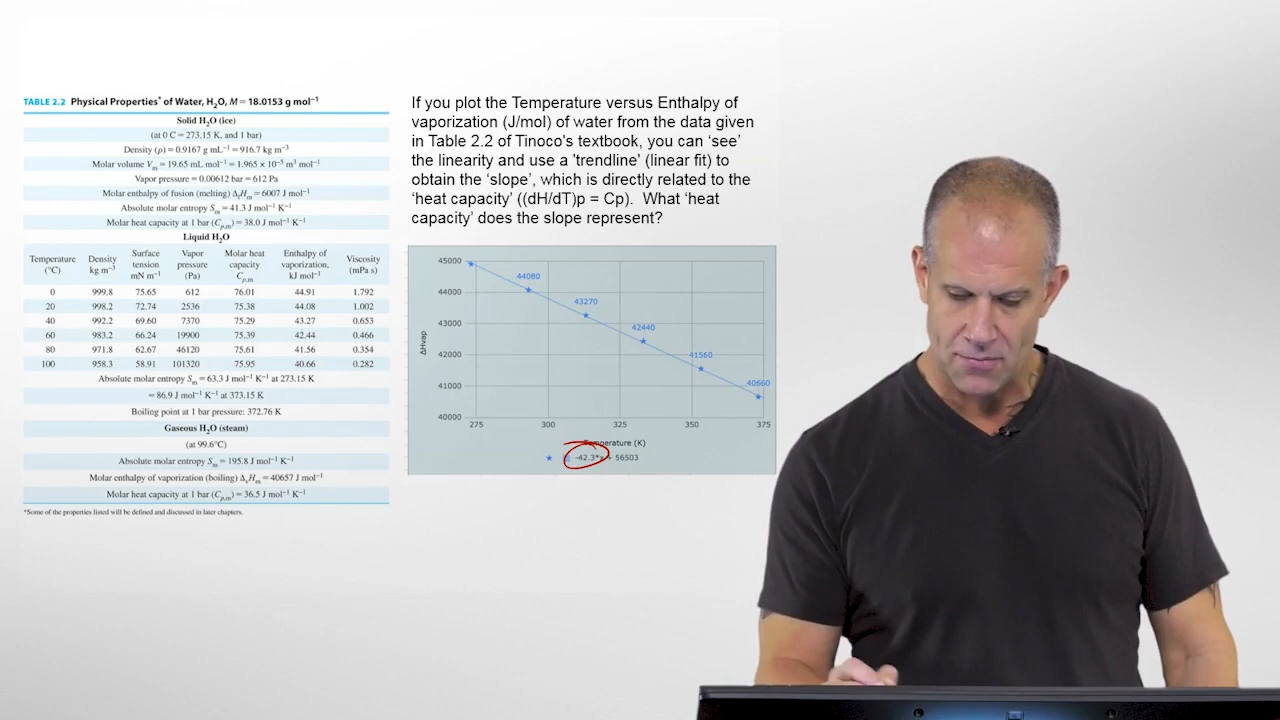 TABLE 2.2 Physical Properties* of Water, H₂O, M = 18.0153 g mol⁻¹
Solid H₂O (ice)
(at 0 C = 273.15 K, and 1 bar)
Density (ρ) = 0.9167 g mL⁻¹ = 916.7 kg m⁻³
Molar volume Vₘ = 19.65 mL mol⁻¹ = 1.965 × 10⁻⁵ m³ mol⁻¹
Vapor pressure = 0.00612 bar = 612 Pa
Molar enthalpy of fusion (melting) ΔfHₘ = 6007 J mol⁻¹
Absolute molar entropy Sₘ = 41.3 J mol⁻¹ K⁻¹
Molar heat capacity at 1 bar (Cp,m) = 38.0 J mol⁻¹ K⁻¹
Liquid H₂O
Temperature (°C) Density kg m⁻³ Surface tension mN m⁻¹ Vapor pressure (Pa) Molar heat capacity Cp,m Enthalpy of vaporization, kJ mol⁻¹ Viscosity (mPa s)
0 999.8 75.65 612 76.01 44.91 1.792
20 998.2 72.74 2536 75.38 44.08 1.002
40 992.2 69.60 7370 75.29 43.27 0.653
60 983.2 66.24 19900 75.39 42.44 0.466
80 971.8 62.67 46120 75.61 41.56 0.354
100 958.3 58.91 101320 75.95 40.66 0.282
Absolute molar entropy Sₘ = 63.3 J mol⁻¹ K⁻¹ at 273.15 K
= 86.9 J mol⁻¹ K⁻¹ at 373.15 K
Boiling point at 1 bar pressure: 372.76 K
Gaseous H₂O (steam)
(at 99.6°C)
Absolute molar entropy Sₘ = 195.8 J mol⁻¹ K⁻¹
Molar enthalpy of vaporization (boiling) ΔvHₘ = 40657 J mol⁻¹
Molar heat capacity at 1 bar (Cp,m) = 36.5 J mol⁻¹ K⁻¹
*Some of the properties listed will be defined and discussed in later chapters.
If you plot the Temperature versus Enthalpy of
vaporization (J/mol) of water from the data given
in Table 2.2 of Tinoco's textbook, you can 'see'
the linearity and use a 'trendline' (linear fit) to
obtain the 'slope', which is directly related to the
'heat capacity' ((dH/dT)p = Cp). What 'heat
capacity' does the slope represent?
45000
44080
44000
43270
43000
42440
42000
41560
41000
40660
40000
ΔHvap
275 300 325 350 375
Temperature (K)
-42.3*x + 56503